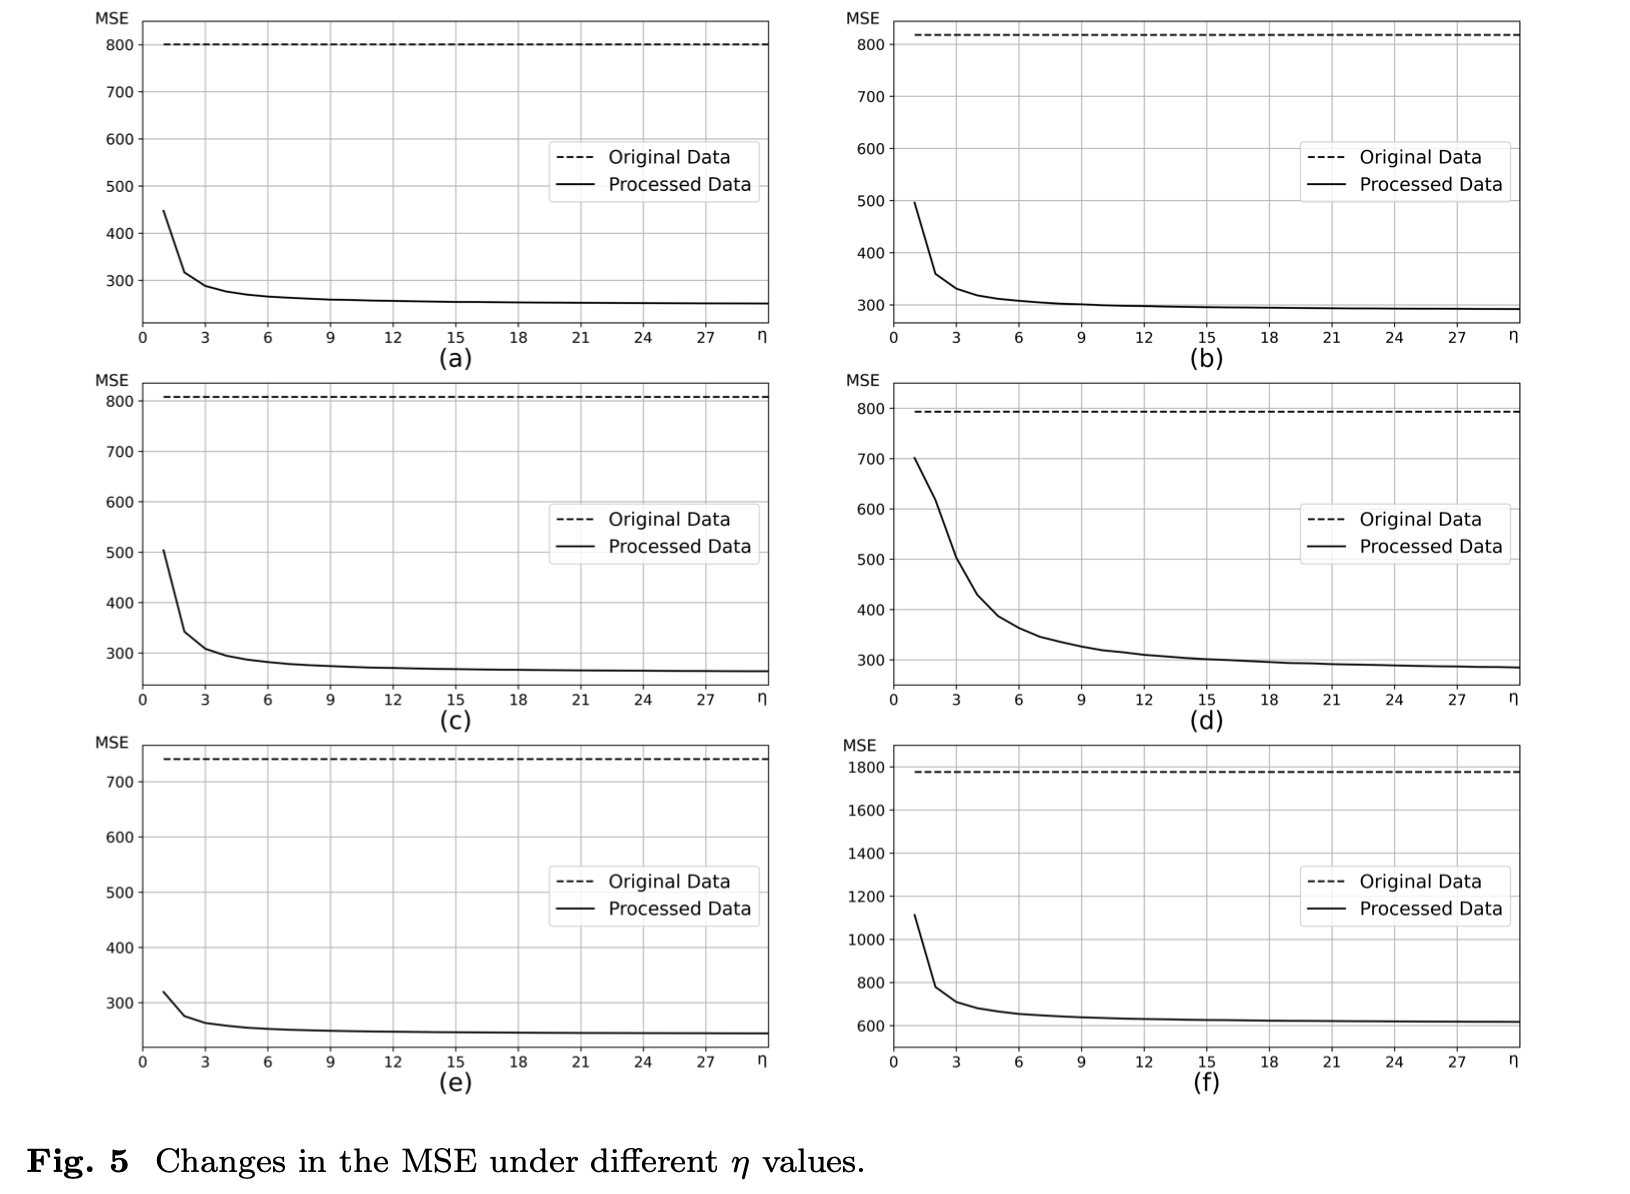 MSE
800
700
600
500
400
300
Original Data
Processed Data
0 3 6 9 12 15 18 21 24 27 η
(a)
MSE
800
700
600
500
400
300
Original Data
Processed Data
0 3 6 9 12 15 18 21 24 27 η
(b)
MSE
800
700
600
500
400
300
Original Data
Processed Data
0 3 6 9 12 15 18 21 24 27 η
(c)
MSE
800
700
600
500
400
300
Original Data
Processed Data
0 3 6 9 12 15 18 21 24 27 η
(d)
MSE
700
600
500
400
300
Original Data
Processed Data
0 3 6 9 12 15 18 21 24 27 η
(e)
MSE
1800
1600
1400
1200
1000
800
600
Original Data
Processed Data
0 3 6 9 12 15 18 21 24 27 η
(f)
Fig. 5 Changes in the MSE under different η values.